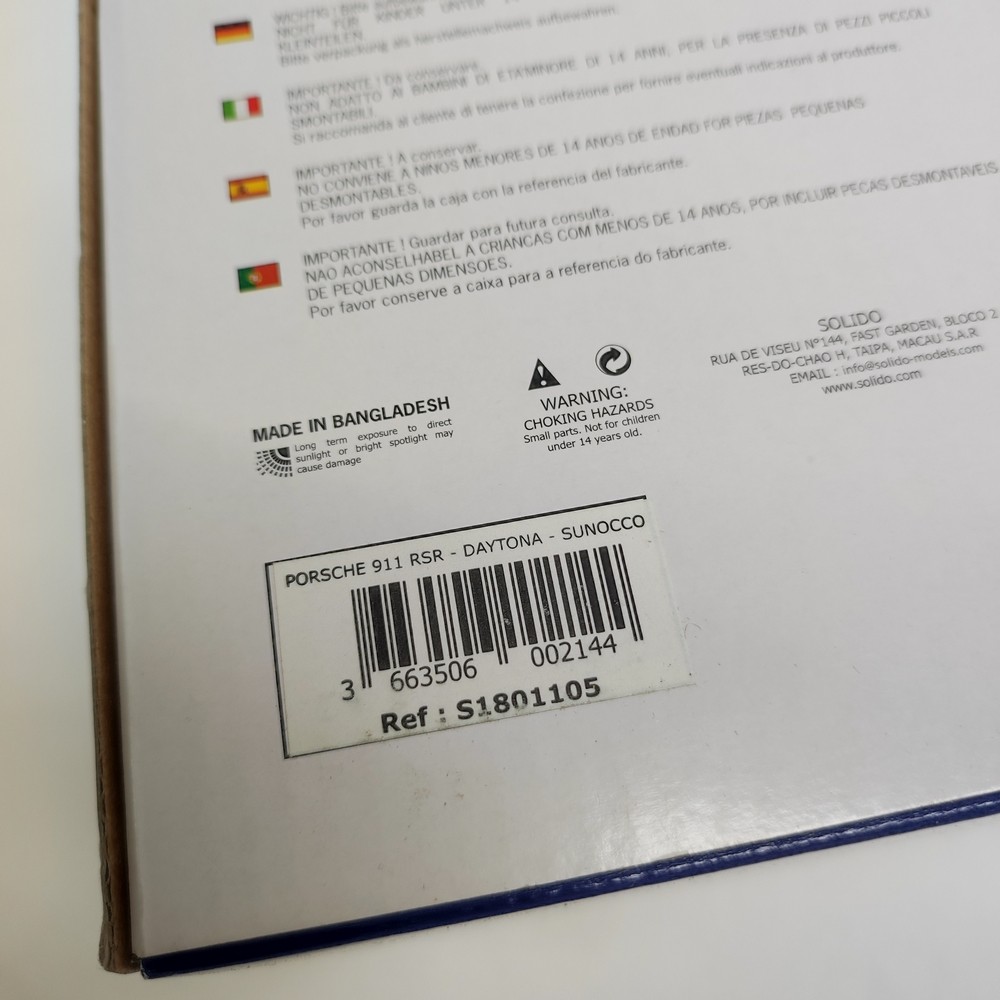 NICHT FÜR KINDER UNTER
KLEINTEILEN.
Bitte verpackung als herstellernachweis aufbewahren.
IMPORTANTE ! Da conservare.
NON ADATTO AI BAMBINI DI ETA'MINORE DI 14 ANNI, PER LA PRESENZA DI PEZZI PICCOLI
SMONTABILI.
Si raccomanda al cliente di tenere la confezione per fornire eventuali indicazioni al produttore.
IMPORTANTE ! A conservar.
NO CONVIENE A NINOS MENORES DE 14 ANOS DE ENDAD FOR PIEZAS PEQUENAS
DESMONTABLES.
Por favor guarda la caja con la referencia del fabricante.
IMPORTANTE ! Guardar para futura consulta.
NAO ACONSELHABEL A CRIANCAS COM MENOS DE 14 ANOS, POR INCLUIR PECAS DESMONTAVEIS
DE PEQUENAS DIMENSOES.
Por favor conserve a caixa para a referencia do fabricante.
SOLIDO
RUA DE VISEU Nº144, FAST GARDEN, BLOCO 2
RES-DO-CHAO H, TAIPA, MACAU S.A.R
EMAIL : info@solido-models.com
www.solido.com
WARNING:
CHOKING HAZARDS
Small parts. Not for children
under 14 years old.
MADE IN BANGLADESH
Long term exposure to direct
sunlight or bright spotlight may
cause damage
PORSCHE 911 RSR - DAYTONA - SUNOCCO
3 663506 002144
Ref : S1801105